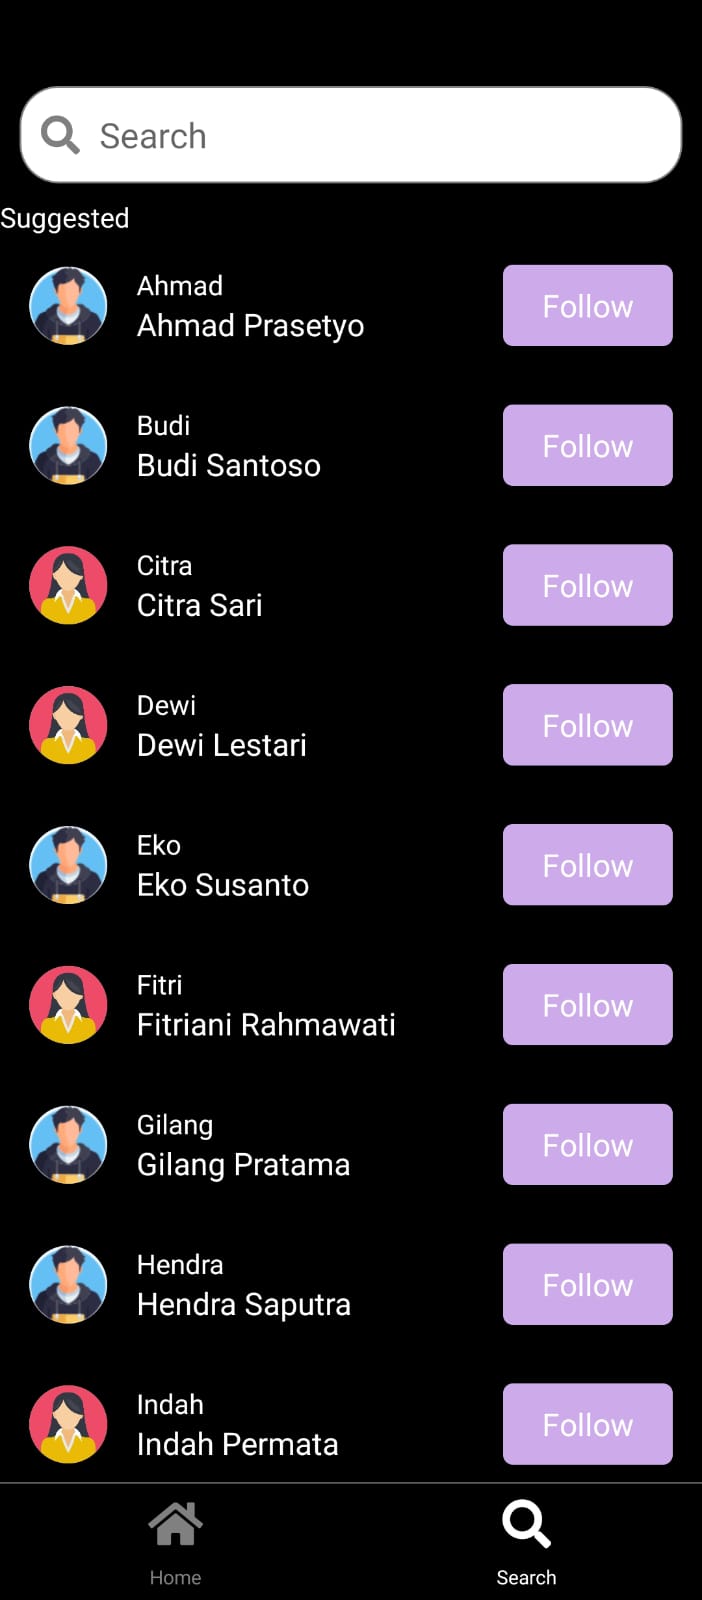 Search
Suggested
Ahmad
Ahmad Prasetyo
Follow
Budi
Budi Santoso
Follow
Citra
Citra Sari
Follow
Dewi
Dewi Lestari
Follow
Eko
Eko Susanto
Follow
Fitri
Fitriani Rahmawati
Follow
Gilang
Gilang Pratama
Follow
Hendra
Hendra Saputra
Follow
Indah
Indah Permata
Follow
Home
Search